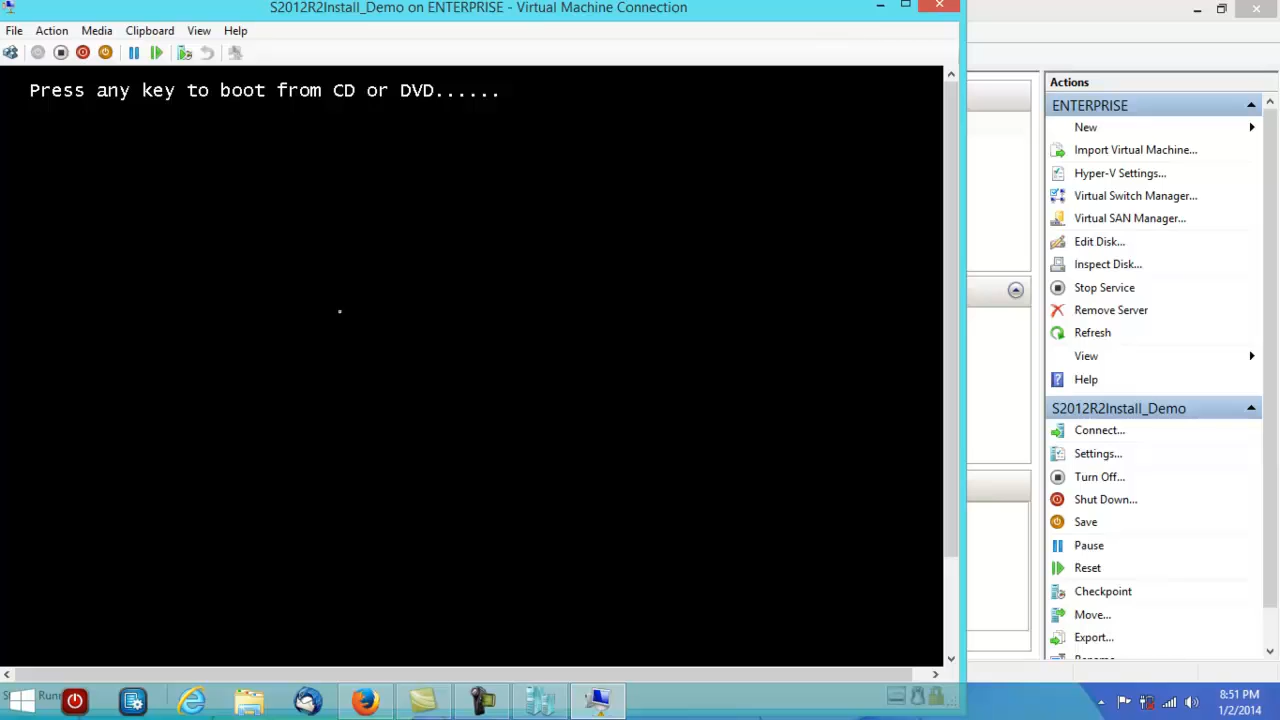 S2012R2Install_Demo on ENTERPRISE - Virtual Machine Connection
File Action Media Clipboard View Help
Press any key to boot from CD or DVD......
Actions
ENTERPRISE
New
Import Virtual Machine...
Hyper-V Settings...
Virtual Switch Manager...
Virtual SAN Manager...
Edit Disk...
Inspect Disk...
Stop Service
Remove Server
Refresh
View
Help
S2012R2Install_Demo
Connect...
Settings...
Turn Off...
Shut Down...
Save
Pause
Reset
Checkpoint
Move...
Export...
8:51 PM
1/2/2014